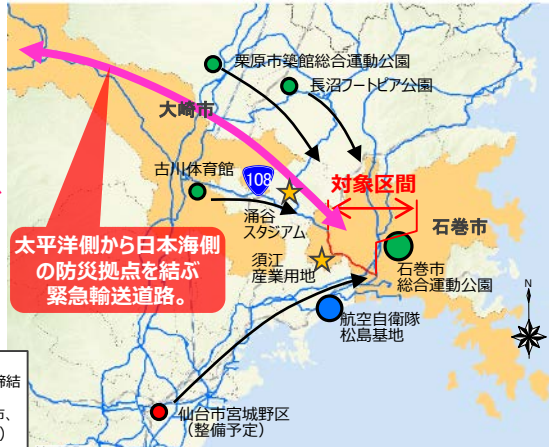 栗原市築館総合運動公園
長沼フートピア公園
大崎市
古川体育館
108
対象区間
涌谷
スタジアム
石巻市
太平洋側から日本海側
の防災拠点を結ぶ
緊急輸送道路。
須江
産業用地
石巻市
総合運動公園
N
航空自衛隊
松島基地
締結
市、
)
仙台市宮城野区
(整備予定)